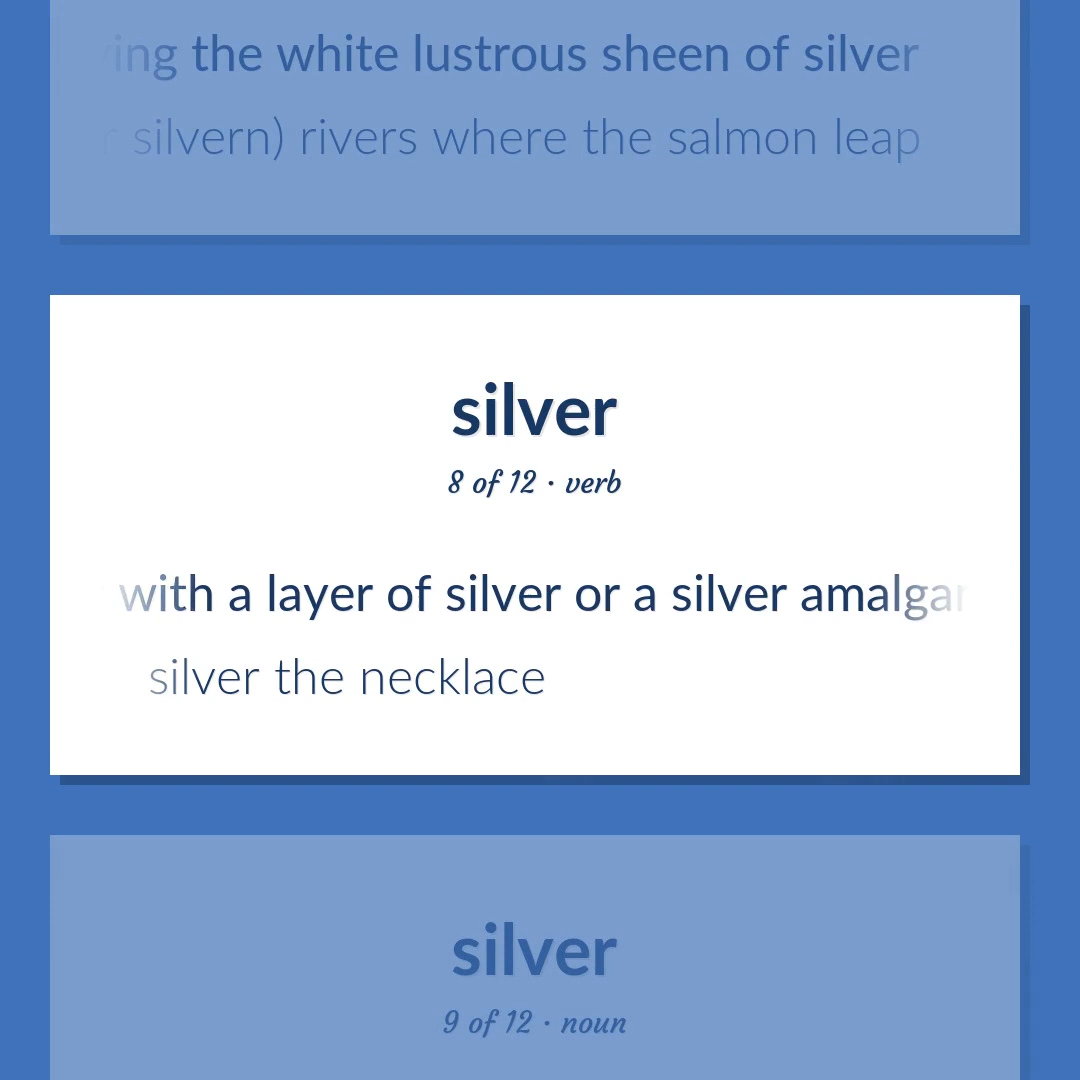 the white lustrous sheen of silver
silvern) rivers where the salmon leap
silver
8 of 12 · verb
with a layer of silver or a silver
silver the necklace
silver
9 of 12 · noun